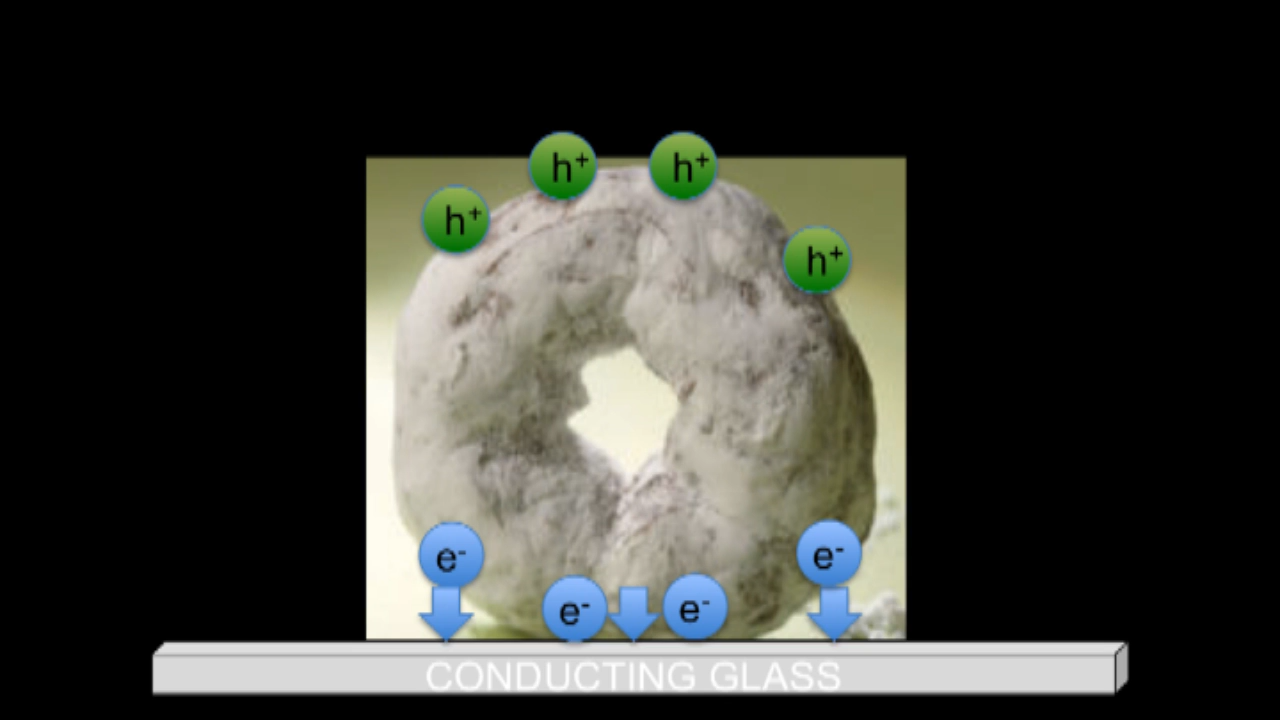 h⁺ h⁺
h⁺
h⁺
e⁻ e⁻
e⁻ e⁻
CONDUCTING GLASS